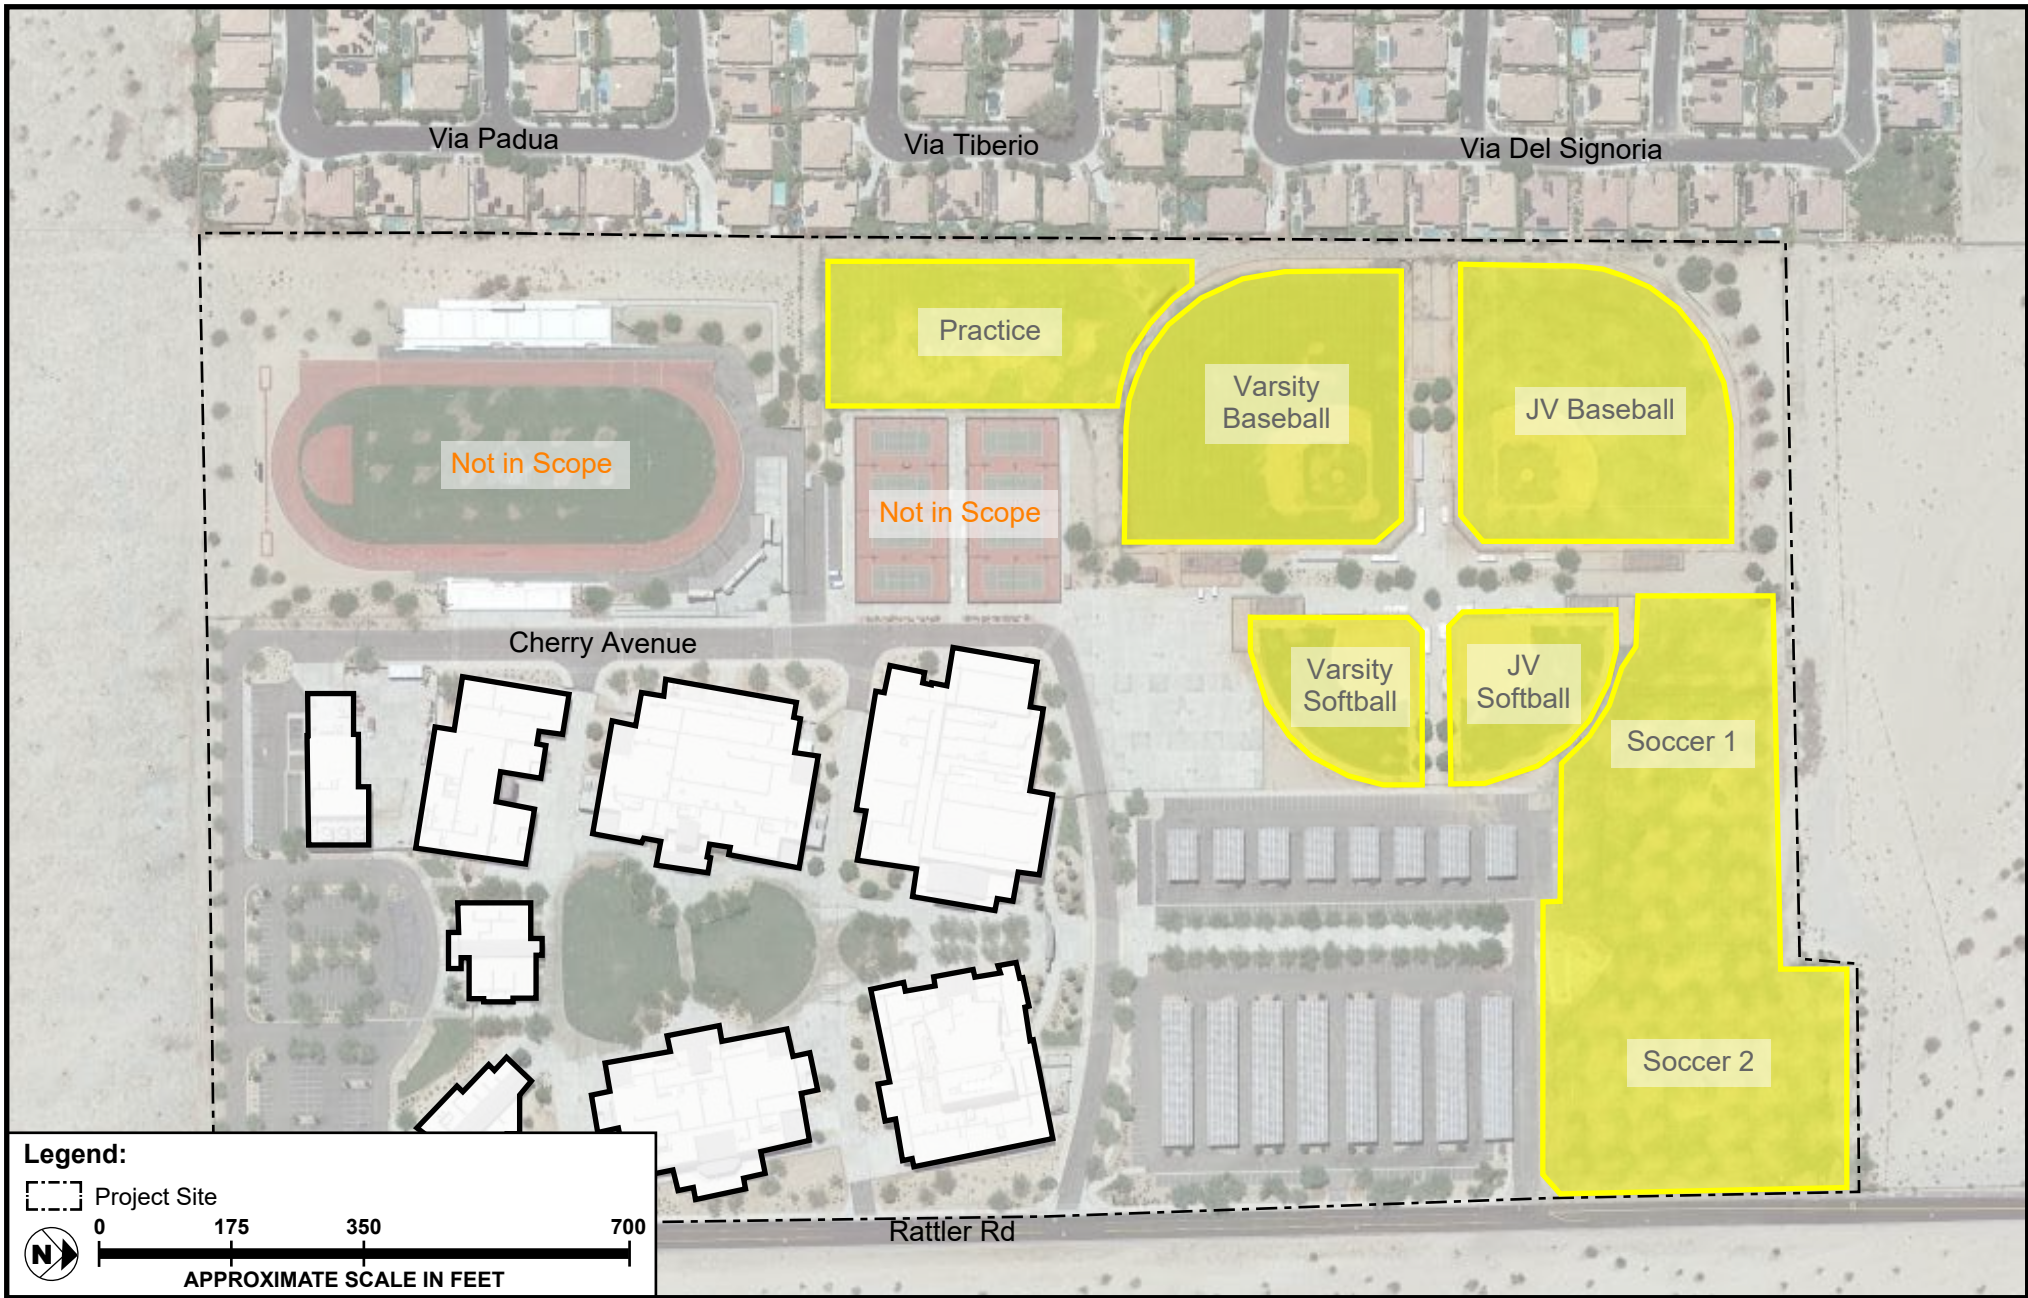 Via Padua
Via Tiberio
Via Del Signoria
Practice
Varsity
Baseball
JV Baseball
Not in Scope
Not in Scope
Cherry Avenue
Varsity
Softball
JV
Softball
Soccer 1
Soccer 2
Rattler Rd
Legend:
Project Site
N
0 175 350 700
APPROXIMATE SCALE IN FEET